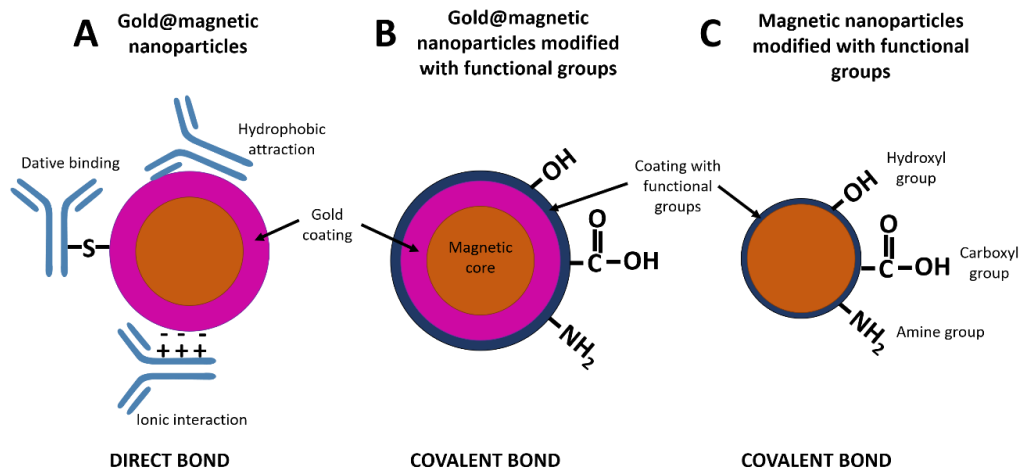 A
Gold@magnetic
nanoparticles
B
Gold@magnetic
nanoparticles modified
with functional groups
C
Magnetic nanoparticles
modified with functional
groups
Hydrophobic
attraction
Dative binding
S
Gold
coating
- - -
+ + +
Ionic interaction
DIRECT BOND
OH
O
C
OH
NH2
Magnetic
core
Coating with
functional
groups
COVALENT BOND
Hydroxyl
group
OH
O
C
OH
Carboxyl
group
NH2
Amine group
COVALENT BOND